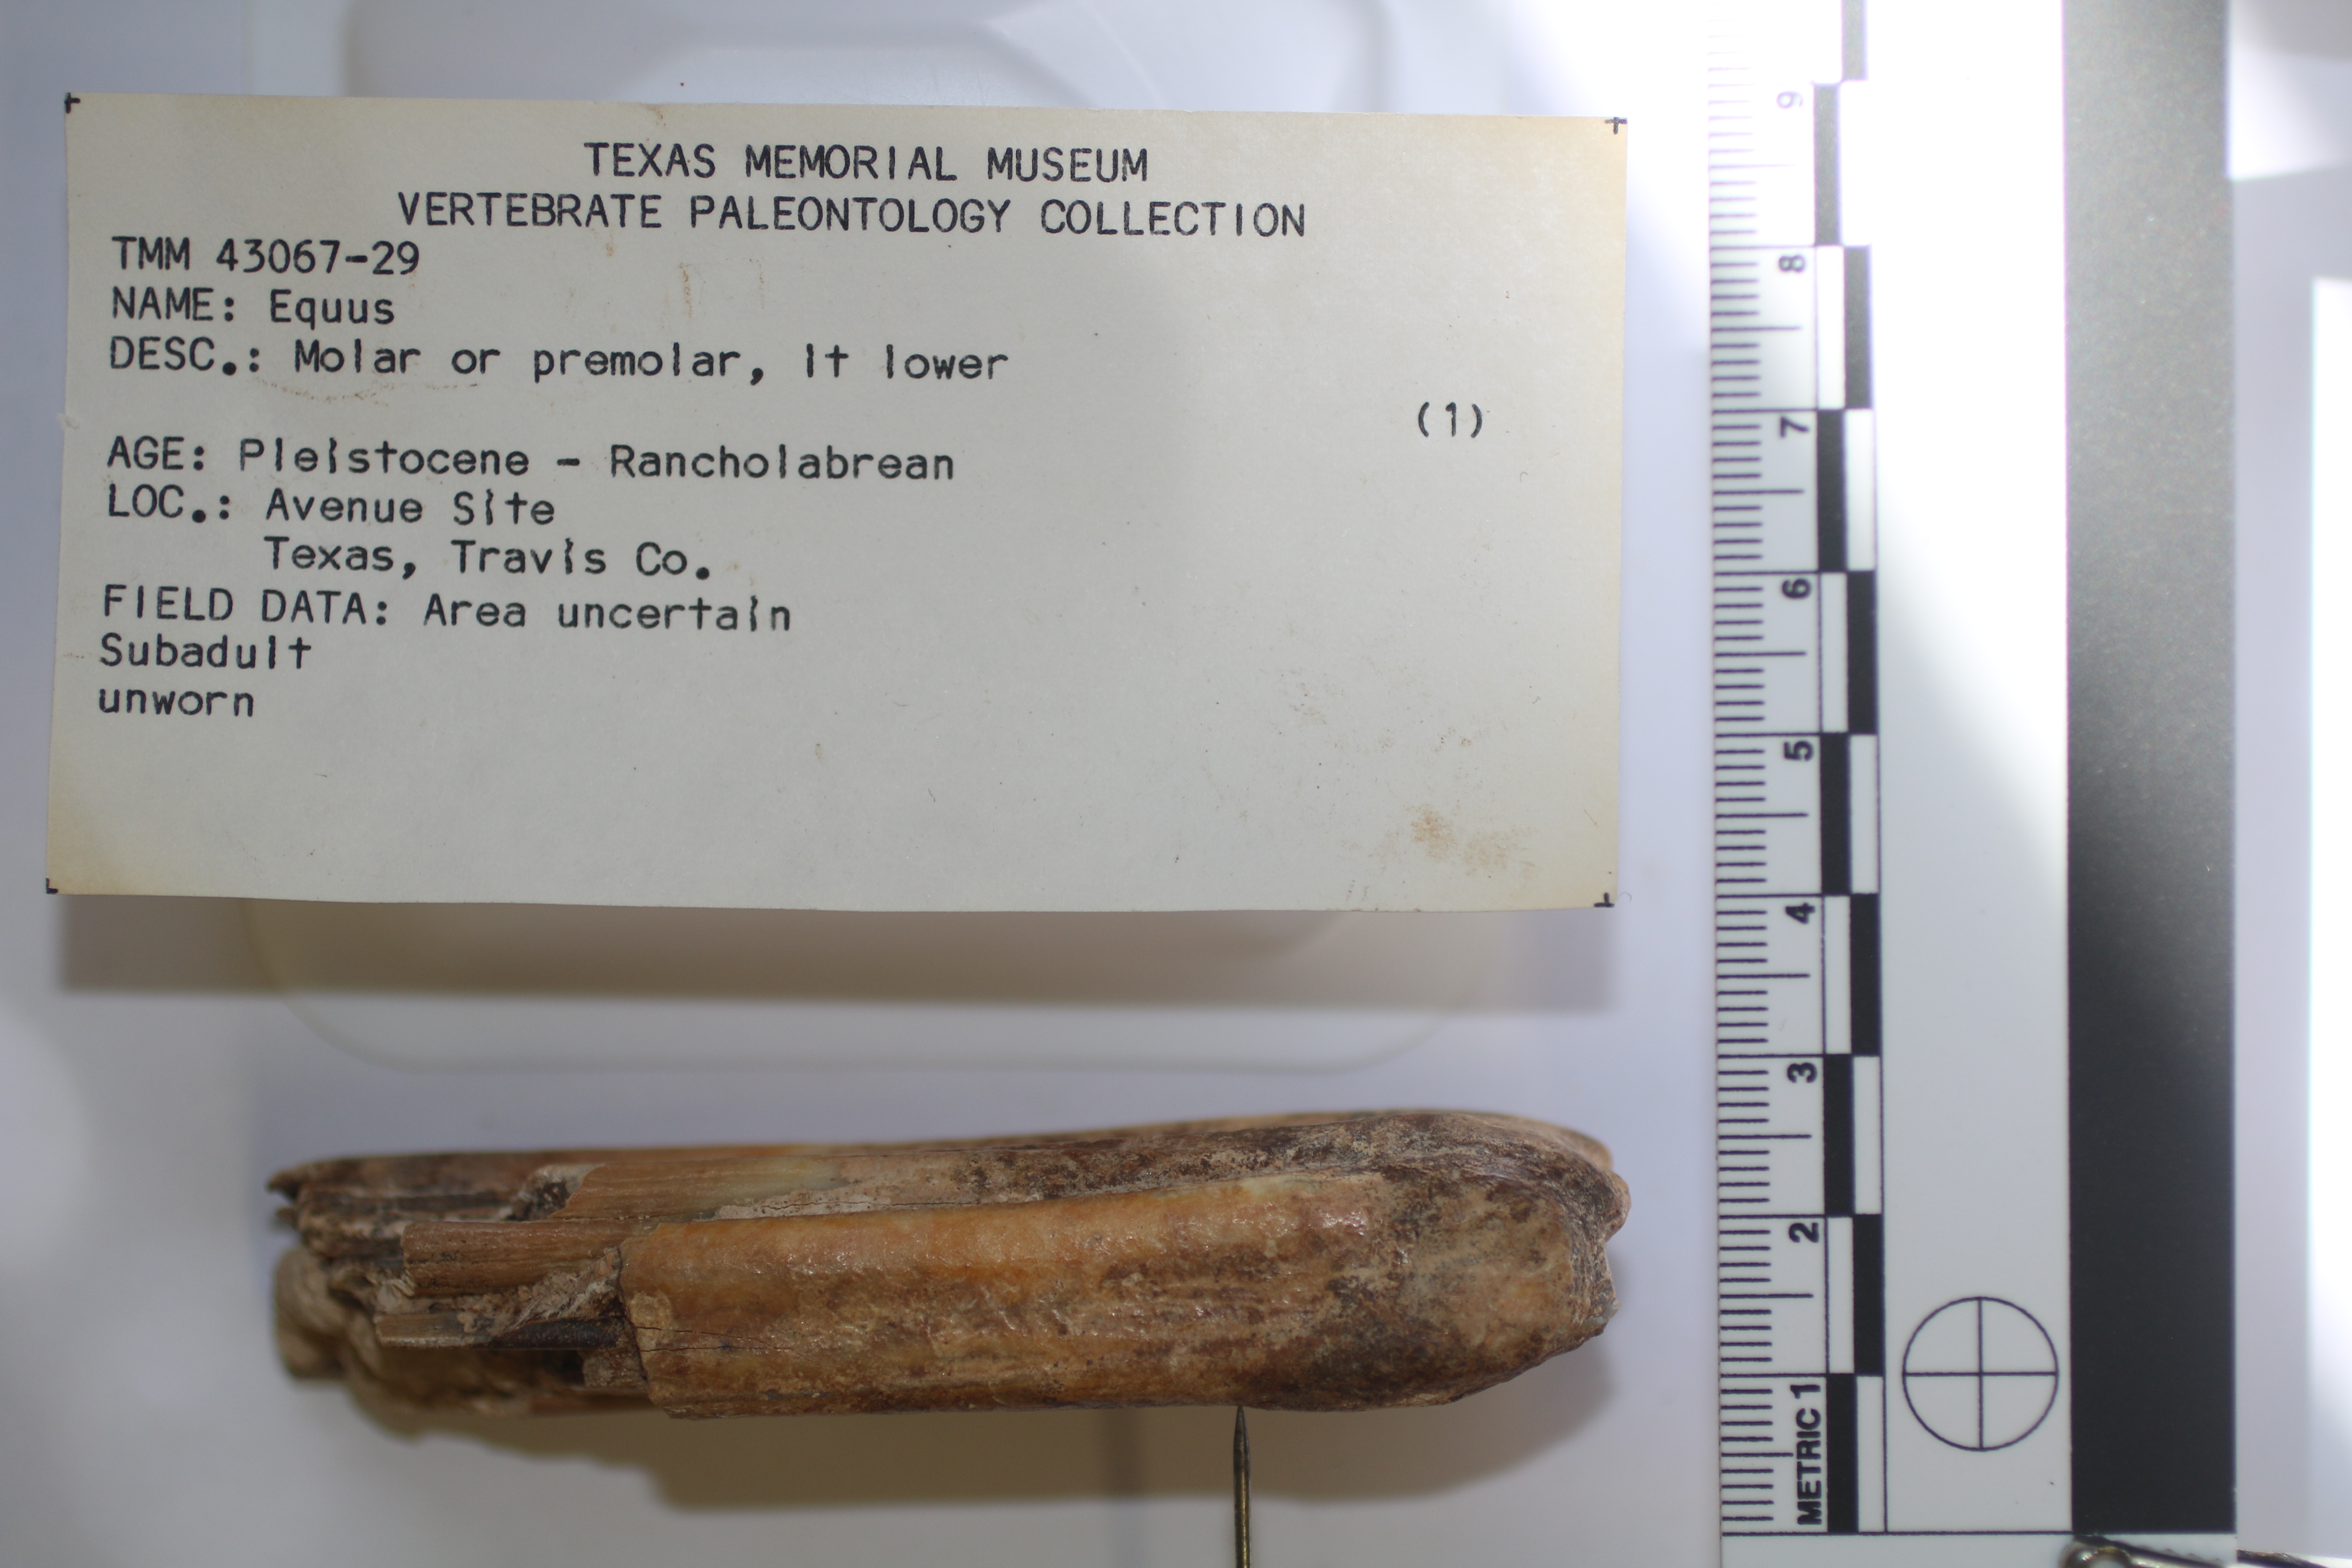 TEXAS MEMORIAL MUSEUM
VERTEBRATE PALEONTOLOGY COLLECTION
TMM 43067-29
NAME: Equus
DESC.: Molar or premolar, lt lower
(1)
AGE: Pleistocene - Rancholabrean
LOC.: Avenue Site
Texas, Travis Co.
FIELD DATA: Area uncertain
Subadult
unworn
9
8
7
6
5
4
3
2
METRIC 1